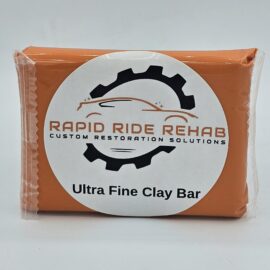 RAPID RIDE REHAB
CUSTOM RESTORATION SOLUTIONS
Ultra Fine Clay Bar